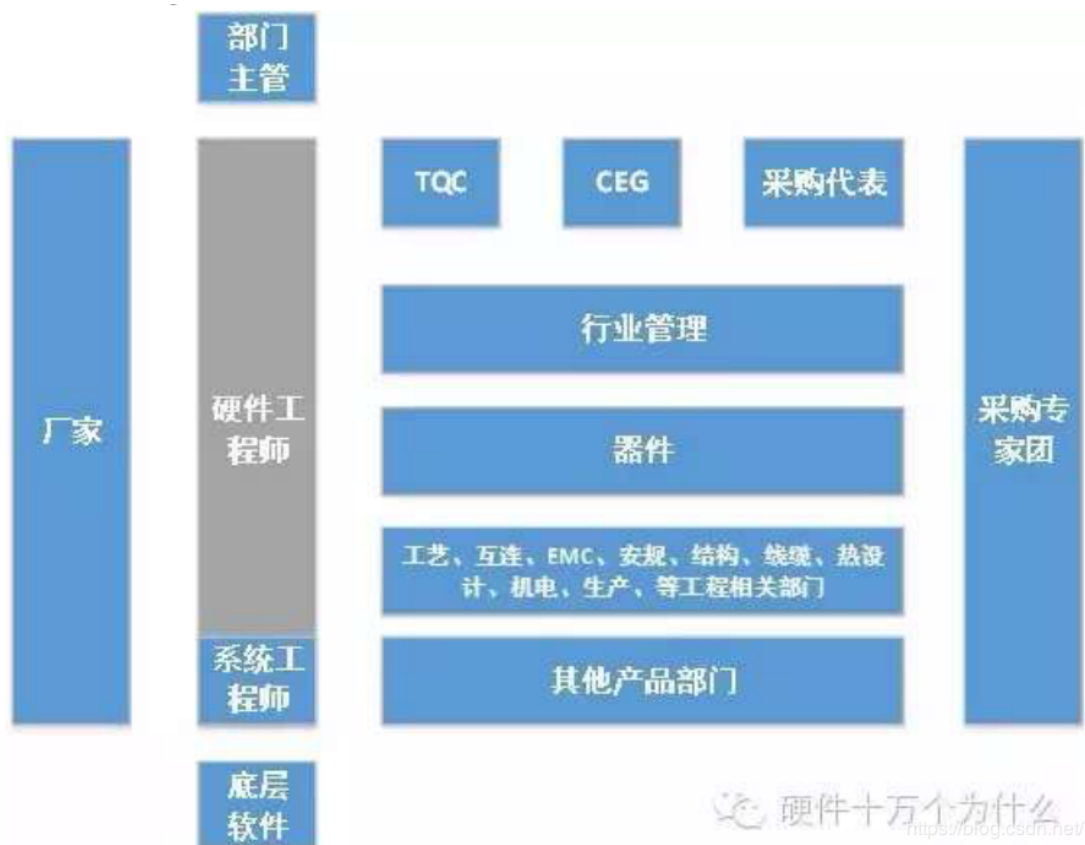 部门
主管
厂家
硬件工
程师
TQC
CEG
采购代表
行业管理
器件
工艺、互连、EMC、安规、结构、线缆、热设
计、机电、生产、等工程相关部门
系统工
程师
其他产品部门
采购专
家团
底层
软件
硬件十万个为什么
https://blog.csdn.net/